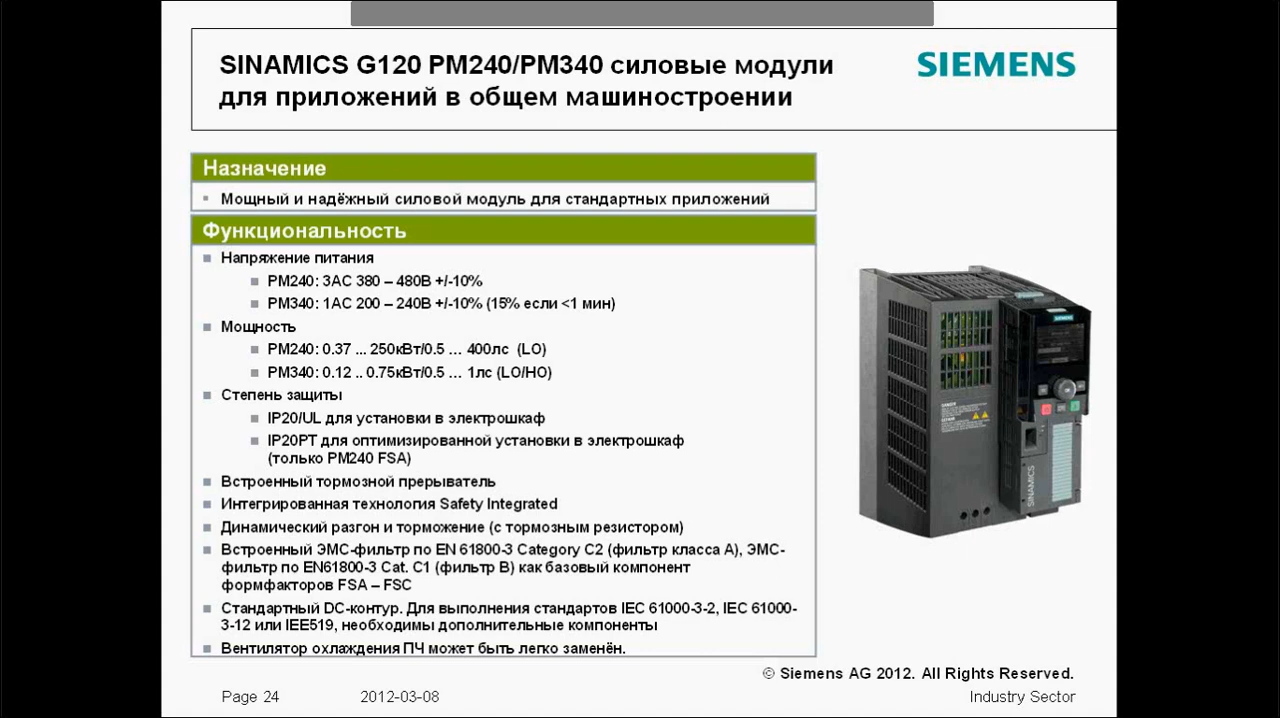 SINAMICS G120 PM240/PM340 силовые модули
для приложений в общем машиностроении
SIEMENS
Назначение
Мощный и надёжный силовой модуль для стандартных приложений
Функциональность
Напряжение питания
PM240: 3AC 380 – 480В +/-10%
PM340: 1AC 200 – 240В +/-10% (15% если <1 мин)
Мощность
PM240: 0.37 ... 250кВт/0.5 … 400лс (LO)
PM340: 0.12 .. 0.75кВт/0.5 … 1лс (LO/HO)
Степень защиты
IP20/UL для установки в электрошкаф
IP20PT для оптимизированной установки в электрошкаф
(только PM240 FSA)
Встроенный тормозной прерыватель
Интегрированная технология Safety Integrated
Динамический разгон и торможение (с тормозным резистором)
Встроенный ЭМС-фильтр по EN 61800-3 Category C2 (фильтр класса А), ЭМС-
фильтр по EN61800-3 Cat. C1 (фильтр B) как базовый компонент
формфакторов FSA – FSC
Стандартный DC-контур. Для выполнения стандартов IEC 61000-3-2, IEC 61000-
3-12 или IEE519, необходимы дополнительные компоненты
Вентилятор охлаждения ПЧ может быть легко заменён.
SIEMENS
SINAMICS
© Siemens AG 2012. All Rights Reserved.
Page 24
2012-03-08
Industry Sector